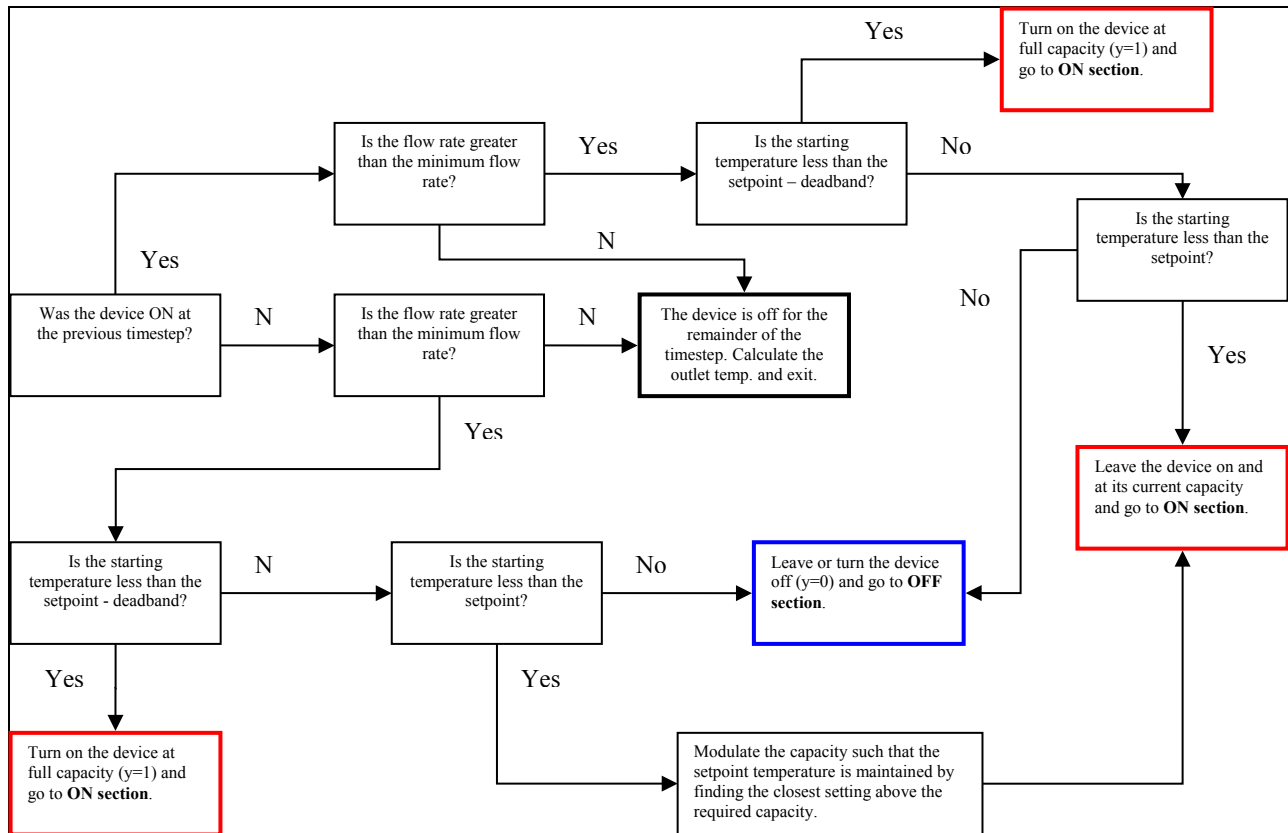 Yes
Turn on the device at
full capacity (y=1) and
go to ON section.
Is the flow rate greater
than the minimum flow
rate?
Yes
Is the starting
temperature less than the
setpoint – deadband?
No
Is the starting
temperature less than the
setpoint?
Yes
N
No
Was the device ON at
the previous timestep?
N
Is the flow rate greater
than the minimum flow
rate?
N
The device is off for the
remainder of the
timestep. Calculate the
outlet temp. and exit.
Yes
Yes
Leave the device on and
at its current capacity
and go to ON section.
Is the starting
temperature less than the
setpoint - deadband?
N
Is the starting
temperature less than the
setpoint?
No
Leave or turn the device
off (y=0) and go to OFF
section.
Yes
Yes
Turn on the device at
full capacity (y=1) and
go to ON section.
Modulate the capacity such that the
setpoint temperature is maintained by
finding the closest setting above the
required capacity.